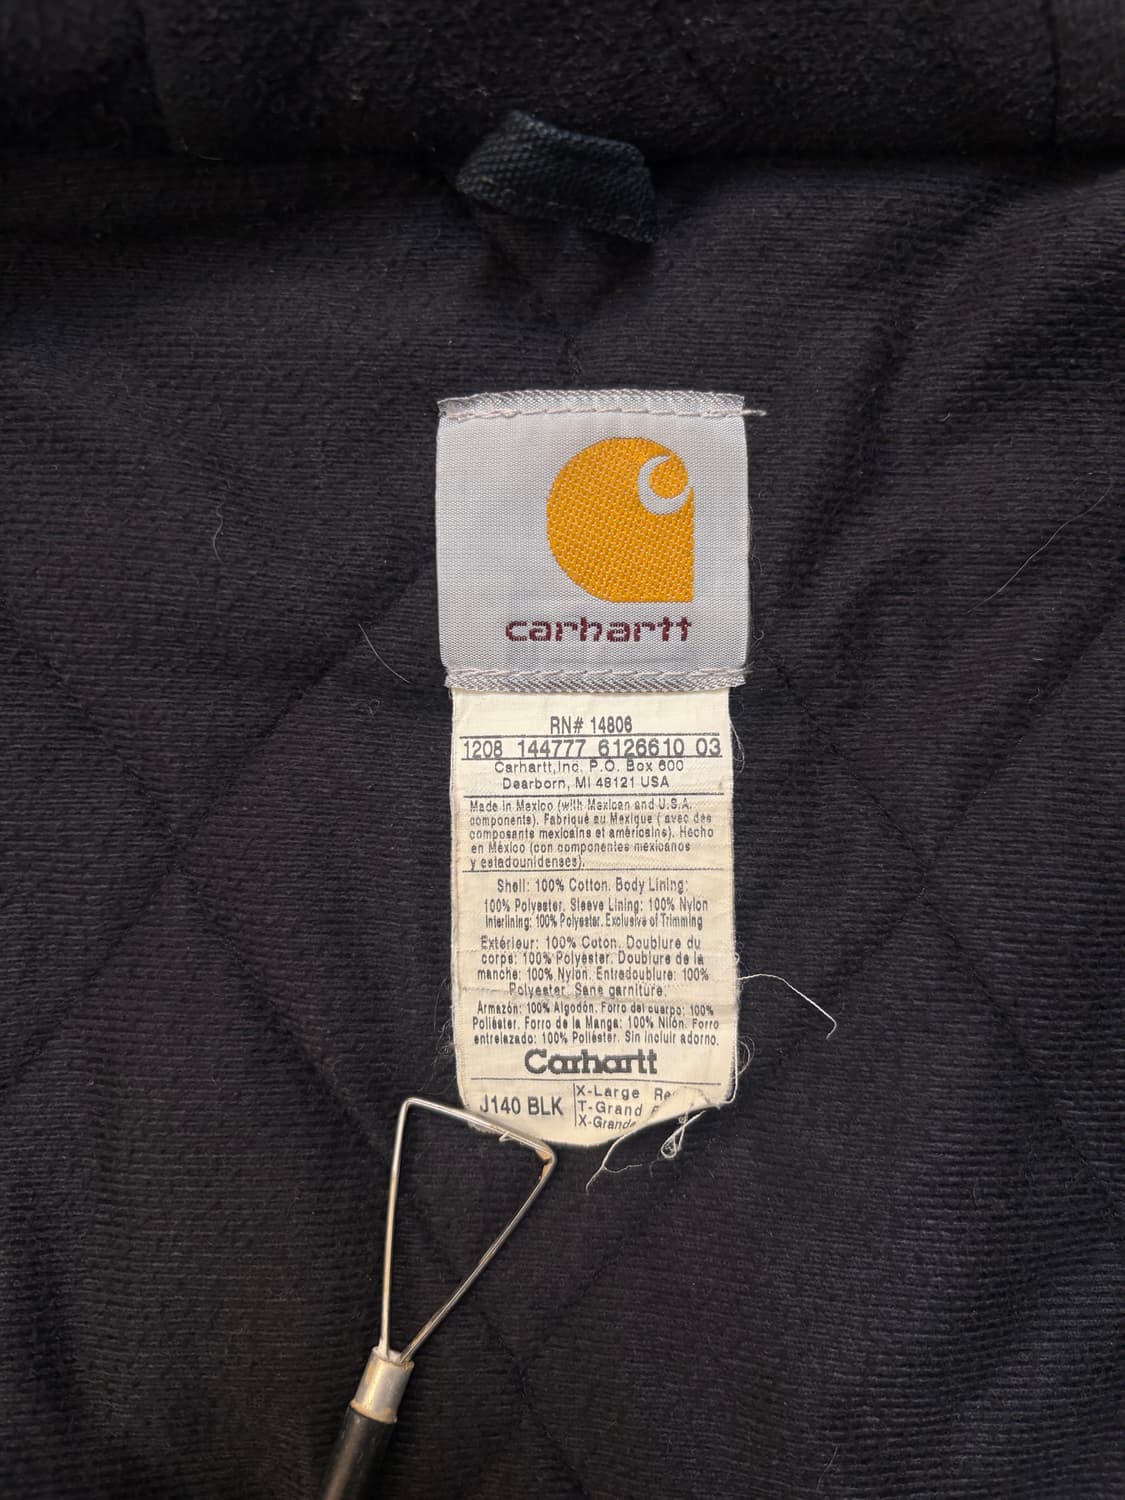 carhartt
RN# 14806
1208 144777 6126610 03
Carhartt,Inc. P.O. Box 600
Dearborn, MI 48121 USA
Made in Mexico (with Mexican and U.S.A.
components). Fabriqué au Mexique ( avec des
composants mexicains et américains). Hecho
en México (con componentes mexicanos
y estadounidenses).
Shell: 100% Cotton. Body Lining:
100% Polyester. Sleeve Lining: 100% Nylon
Interlining: 100% Polyester. Exclusive of Trimming
Extérieur: 100% Coton. Doublure du
corps: 100% Polyester. Doublure de la
manche: 100% Nylon. Entredoublure: 100%
Polyester. Sans garniture.
Armazón: 100% Algodón. Forro del cuerpo: 100%
Poliéster. Forro de la Manga: 100% Nilón. Forro
entrelazado: 100% Poliéster. Sin incluir adorno.
Carhartt
J140 BLK
X-Large
T-Grand
X-Grande